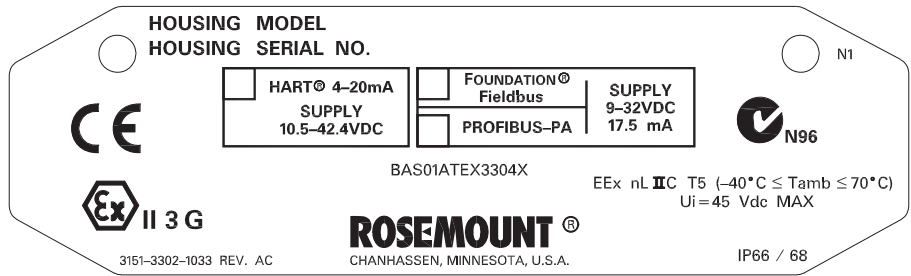 HOUSING MODEL
HOUSING SERIAL NO.
N1
HART® 4–20mA
SUPPLY
10.5–42.4VDC
FOUNDATION®
Fieldbus
PROFIBUS–PA
SUPPLY
9–32VDC
17.5 mA
CE
N96
BAS01ATEX3304X
EEx nL IIC T5 (–40°C ≤ Tamb ≤ 70°C)
Ui=45 Vdc MAX
Ex II 3 G
ROSEMOUNT®
CHANHASSEN, MINNESOTA, U.S.A.
3151–3302–1033 REV. AC
IP66 / 68